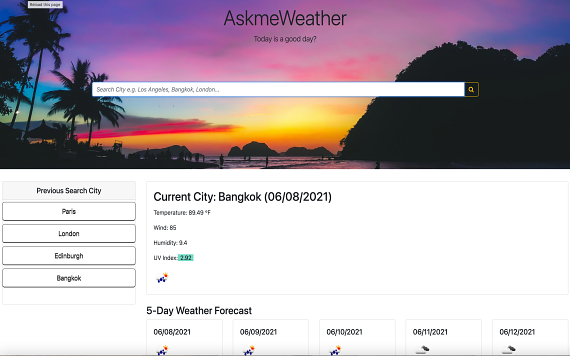 Reload this page
AskmeWeather
Today is a good day?
Search City e.g. Los Angeles, Bangkok, London...
Previous Search City
Paris
London
Edinburgh
Bangkok
Current City: Bangkok (06/08/2021)
Temperature: 89.49 °F
Wind: 85
Humidity: 9.4
UV Index: 2.92
5-Day Weather Forecast
06/08/2021
06/09/2021
06/10/2021
06/11/2021
06/12/2021